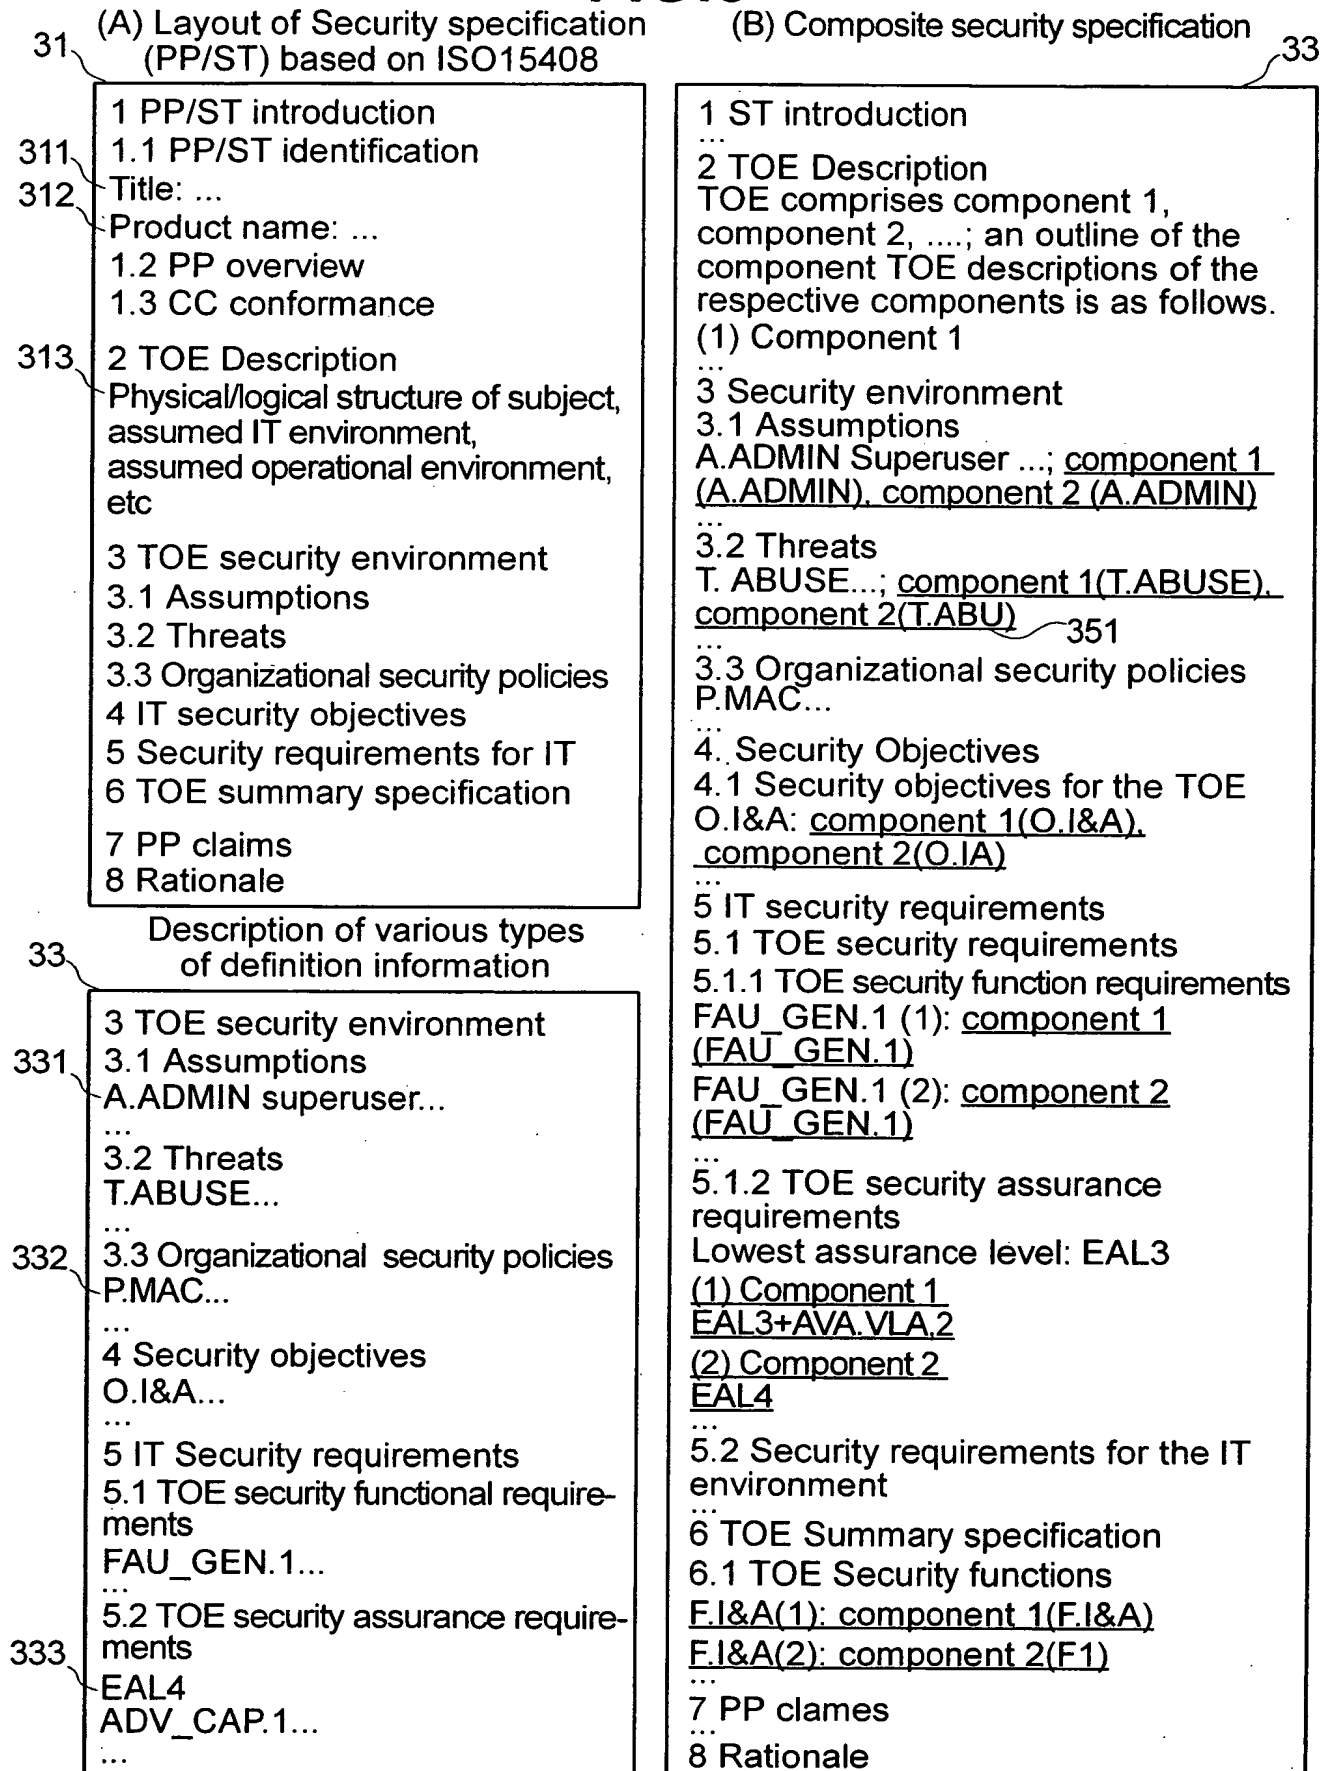 (A) Layout of Security specification
(PP/ST) based on ISO15408
31
1 PP/ST introduction
1.1 PP/ST identification
311
Title: ...
312
Product name: ...
1.2 PP overview
1.3 CC conformance
313
2 TOE Description
Physical/logical structure of subject,
assumed IT environment,
assumed operational environment,
etc
3 TOE security environment
3.1 Assumptions
3.2 Threats
3.3 Organizational security policies
4 IT security objectives
5 Security requirements for IT
6 TOE summary specification
7 PP claims
8 Rationale
Description of various types
of definition information
33
3 TOE security environment
3.1 Assumptions
331
A.ADMIN superuser...
...
3.2 Threats
T.ABUSE...
...
332
3.3 Organizational security policies
P.MAC...
...
4 Security objectives
O.I&A...
...
5 IT Security requirements
5.1 TOE security functional require-
ments
FAU_GEN.1...
...
5.2 TOE security assurance require-
ments
333
EAL4
ADV_CAP.1...
...
(B) Composite security specification
33
1 ST introduction
...
2 TOE Description
TOE comprises component 1,
component 2, ....; an outline of the
component TOE descriptions of the
respective components is as follows.
(1) Component 1
...
3 Security environment
3.1 Assumptions
A.ADMIN Superuser ...; component 1
(A.ADMIN), component 2 (A.ADMIN)
...
3.2 Threats
T. ABUSE...; component 1(T.ABUSE),
component 2(T.ABU)
351
...
3.3 Organizational security policies
P.MAC...
...
4. Security Objectives
4.1 Security objectives for the TOE
O.I&A: component 1(O.I&A),
component 2(O.IA)
...
5 IT security requirements
5.1 TOE security requirements
5.1.1 TOE security function requirements
FAU_GEN.1 (1): component 1
(FAU_GEN.1)
FAU_GEN.1 (2): component 2
(FAU_GEN.1)
...
5.1.2 TOE security assurance
requirements
Lowest assurance level: EAL3
(1) Component 1
EAL3+AVA.VLA,2
(2) Component 2
EAL4
...
5.2 Security requirements for the IT
environment
...
6 TOE Summary specification
6.1 TOE Security functions
F.I&A(1): component 1(F.I&A)
F.I&A(2): component 2(F1)
...
7 PP clames
...
8 Rationale